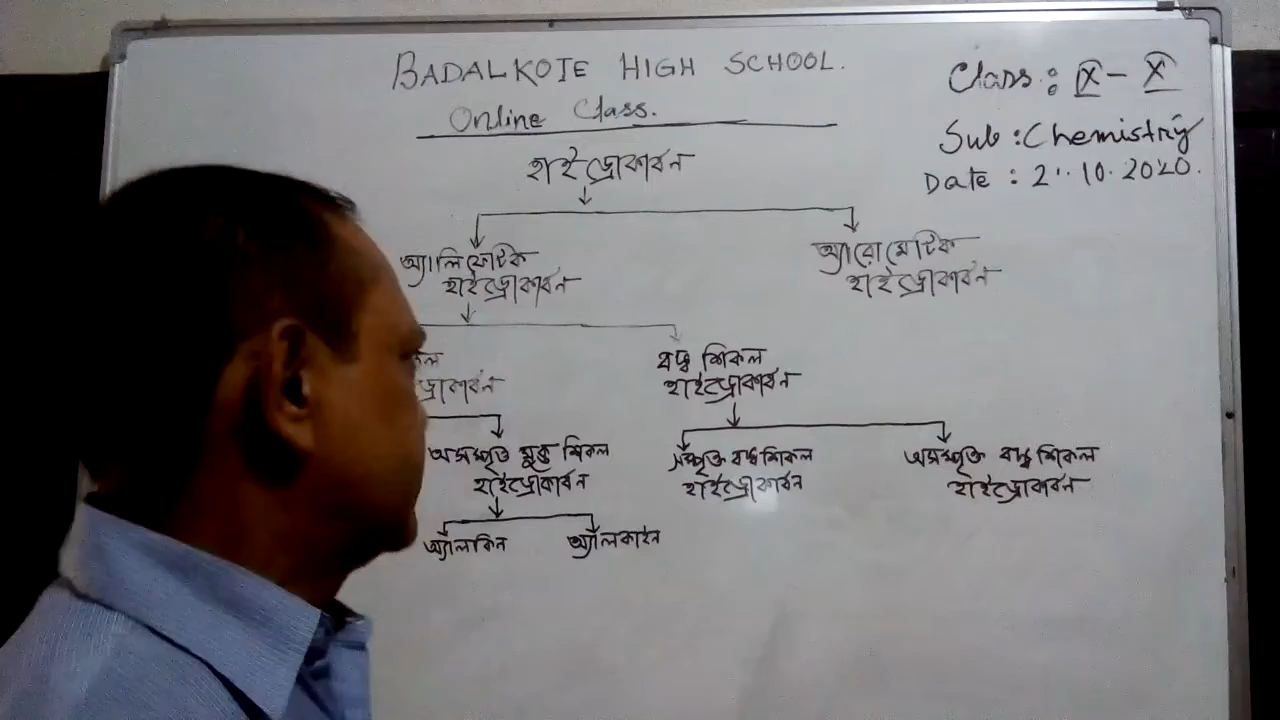 BADALKOTE HIGH SCHOOL.
Online Class.
Class: IX - X
Sub : Chemistry
Date : 2 . 10. 2020.
হাইড্রোকার্বন
অ্যালিফেটিক
হাইড্রোকার্বন
অ্যারোমেটিক
হাইড্রোকার্বন
কল
ড্রোকার্বন
বদ্ধ শিকল
হাইড্রোকার্বন
অসম্পৃক্ত মুক্ত শিকল
হাইড্রোকার্বন
সম্পৃক্ত বদ্ধ শিকল
হাইড্রোকার্বন
অসম্পৃক্ত বদ্ধ শিকল
হাইড্রোকার্বন
অ্যালকিন
অ্যালকাইন